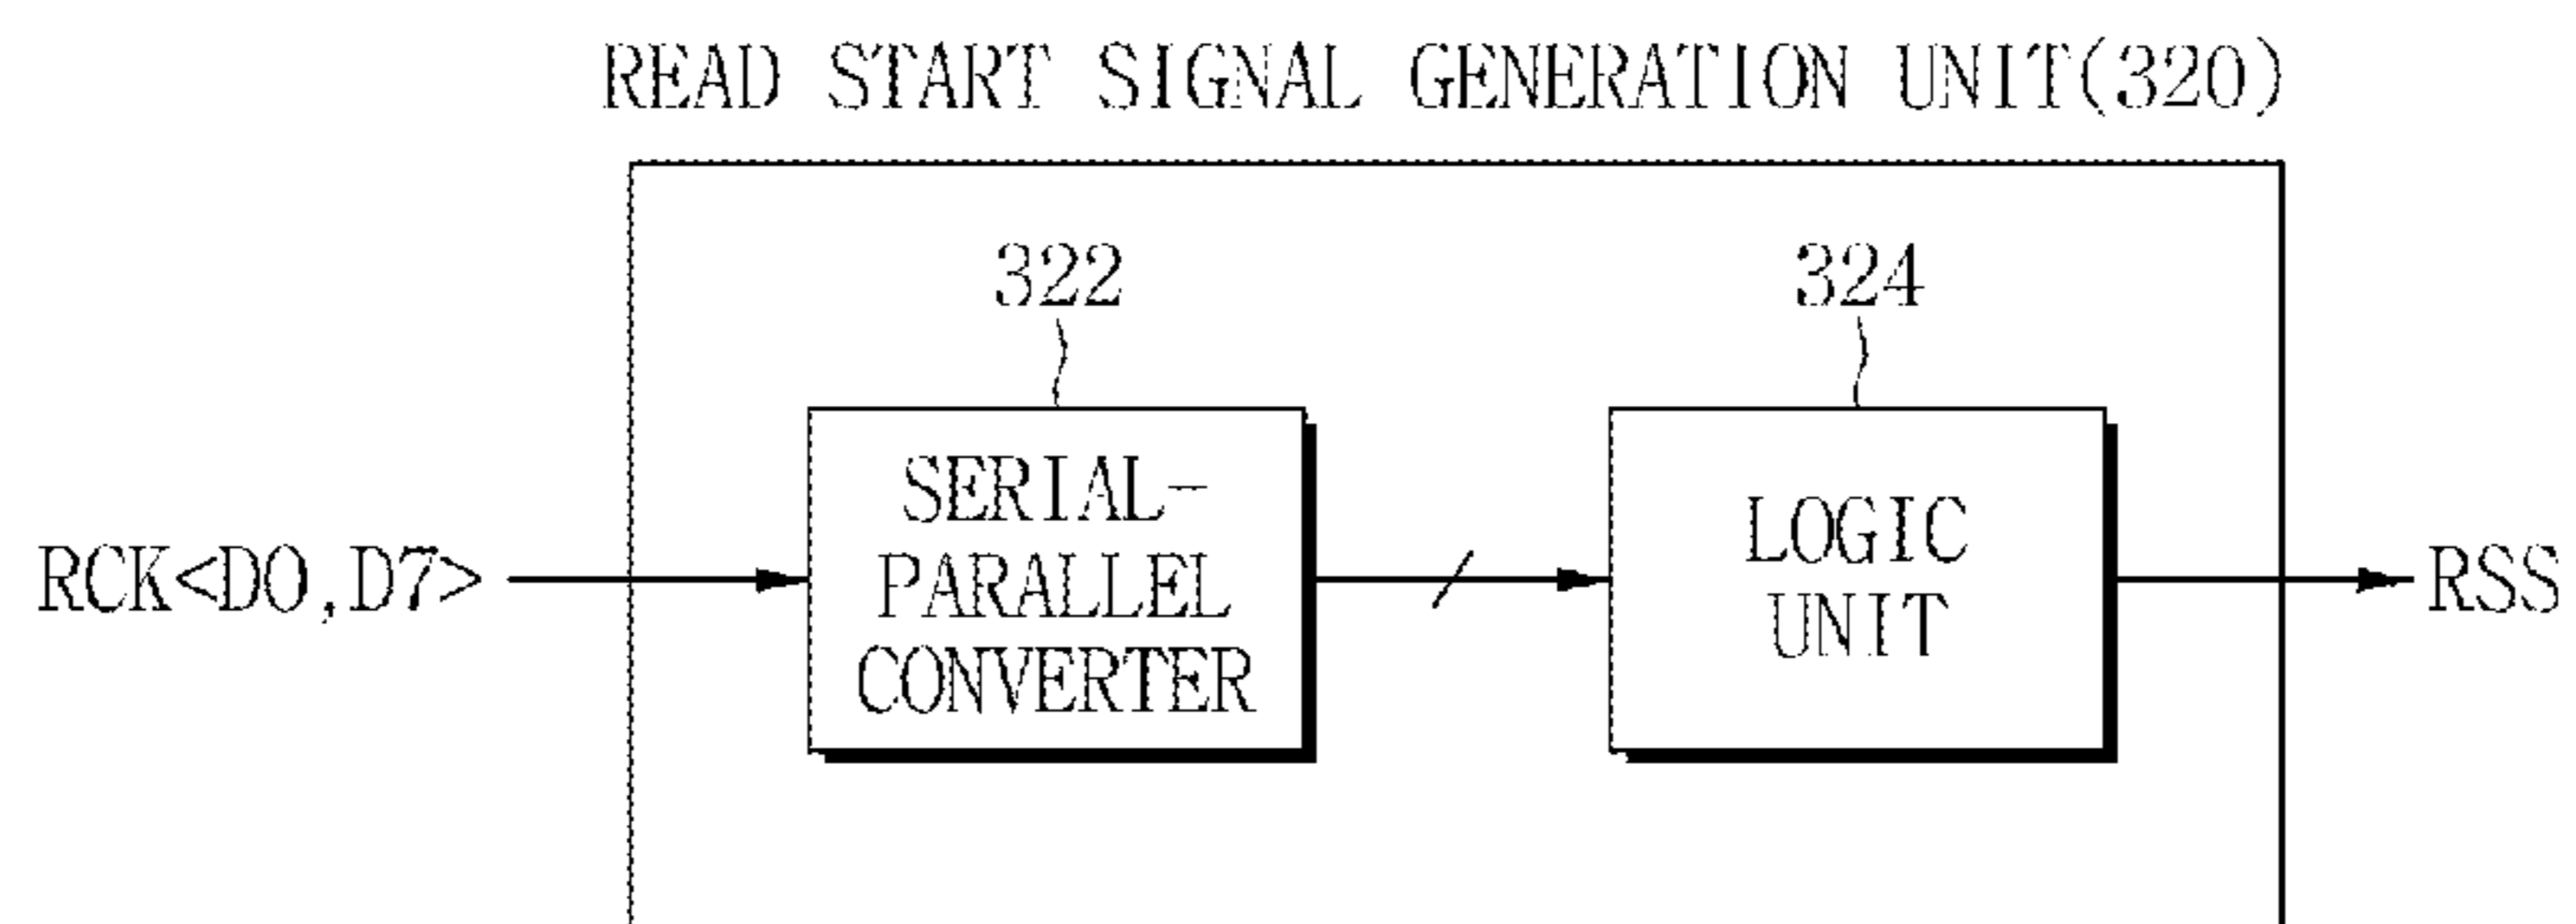 READ START SIGNAL GENERATION UNIT(320)
322
324
RCK<D0,D7>
SERIAL-
PARALLEL
CONVERTER
LOGIC
UNIT
RSS